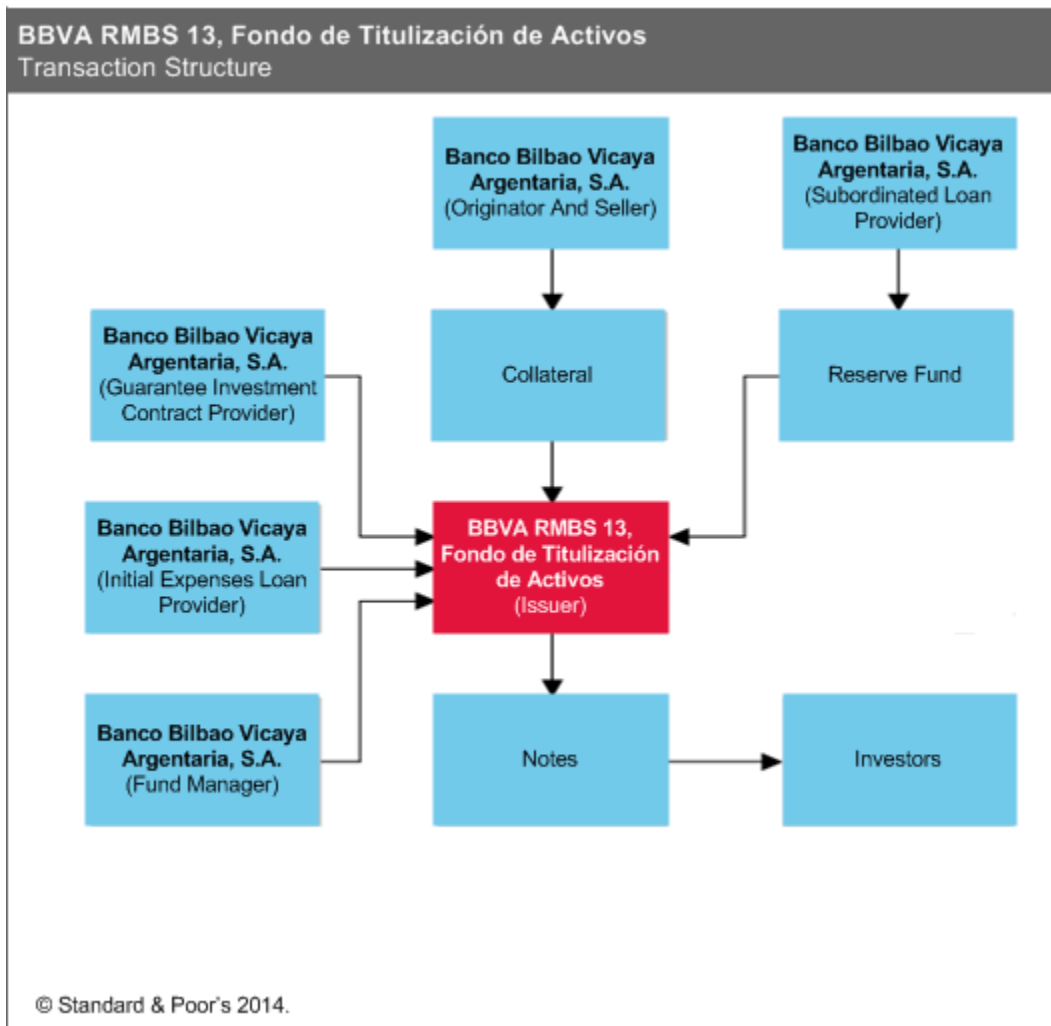 BBVA RMBS 13, Fondo de Titulización de Activos
Transaction Structure
Banco Bilbao Vicaya
Argentaria, S.A.
(Originator And Seller)
Banco Bilbao Vicaya
Argentaria, S.A.
(Subordinated Loan
Provider)
Banco Bilbao Vicaya
Argentaria, S.A.
(Guarantee Investment
Contract Provider)
Collateral
Reserve Fund
Banco Bilbao Vicaya
Argentaria, S.A.
(Initial Expenses Loan
Provider)
BBVA RMBS 13,
Fondo de Titulización
de Activos
(Issuer)
Banco Bilbao Vicaya
Argentaria, S.A.
(Fund Manager)
Notes
Investors
© Standard & Poor's 2014.